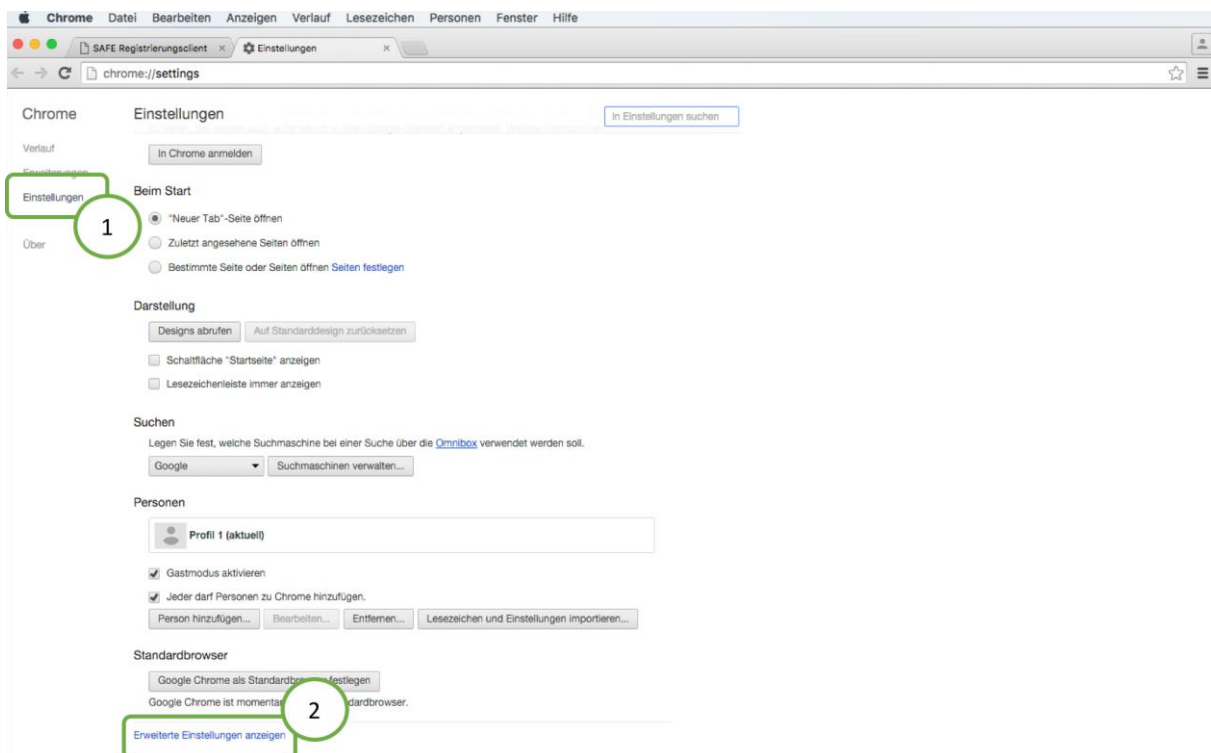 Chrome Datei Bearbeiten Anzeigen Verlauf Lesezeichen Personen Fenster Hilfe
SAFE Registrierungsclient × Einstellungen ×
chrome://settings
Chrome
Einstellungen
In Einstellungen suchen
Verlauf
In Chrome anmelden
Einstellungen
1
Über
Beim Start
"Neuer Tab"-Seite öffnen
Zuletzt angesehene Seiten öffnen
Bestimmte Seite oder Seiten öffnen Seiten festlegen
Darstellung
Designs abrufen Auf Standarddesign zurücksetzen
Schaltfläche "Startseite" anzeigen
Lesezeichenleiste immer anzeigen
Suchen
Legen Sie fest, welche Suchmaschine bei einer Suche über die Omnibox verwendet werden soll.
Google Suchmaschinen verwalten...
Personen
Profil 1 (aktuell)
Gastmodus aktivieren
Jeder darf Personen zu Chrome hinzufügen.
Person hinzufügen... Bearbeiten... Entfernen... Lesezeichen und Einstellungen importieren...
Standardbrowser
Google Chrome als Standardbrowser festlegen
Google Chrome ist momentan dardbrowser.
2
Erweiterte Einstellungen anzeigen